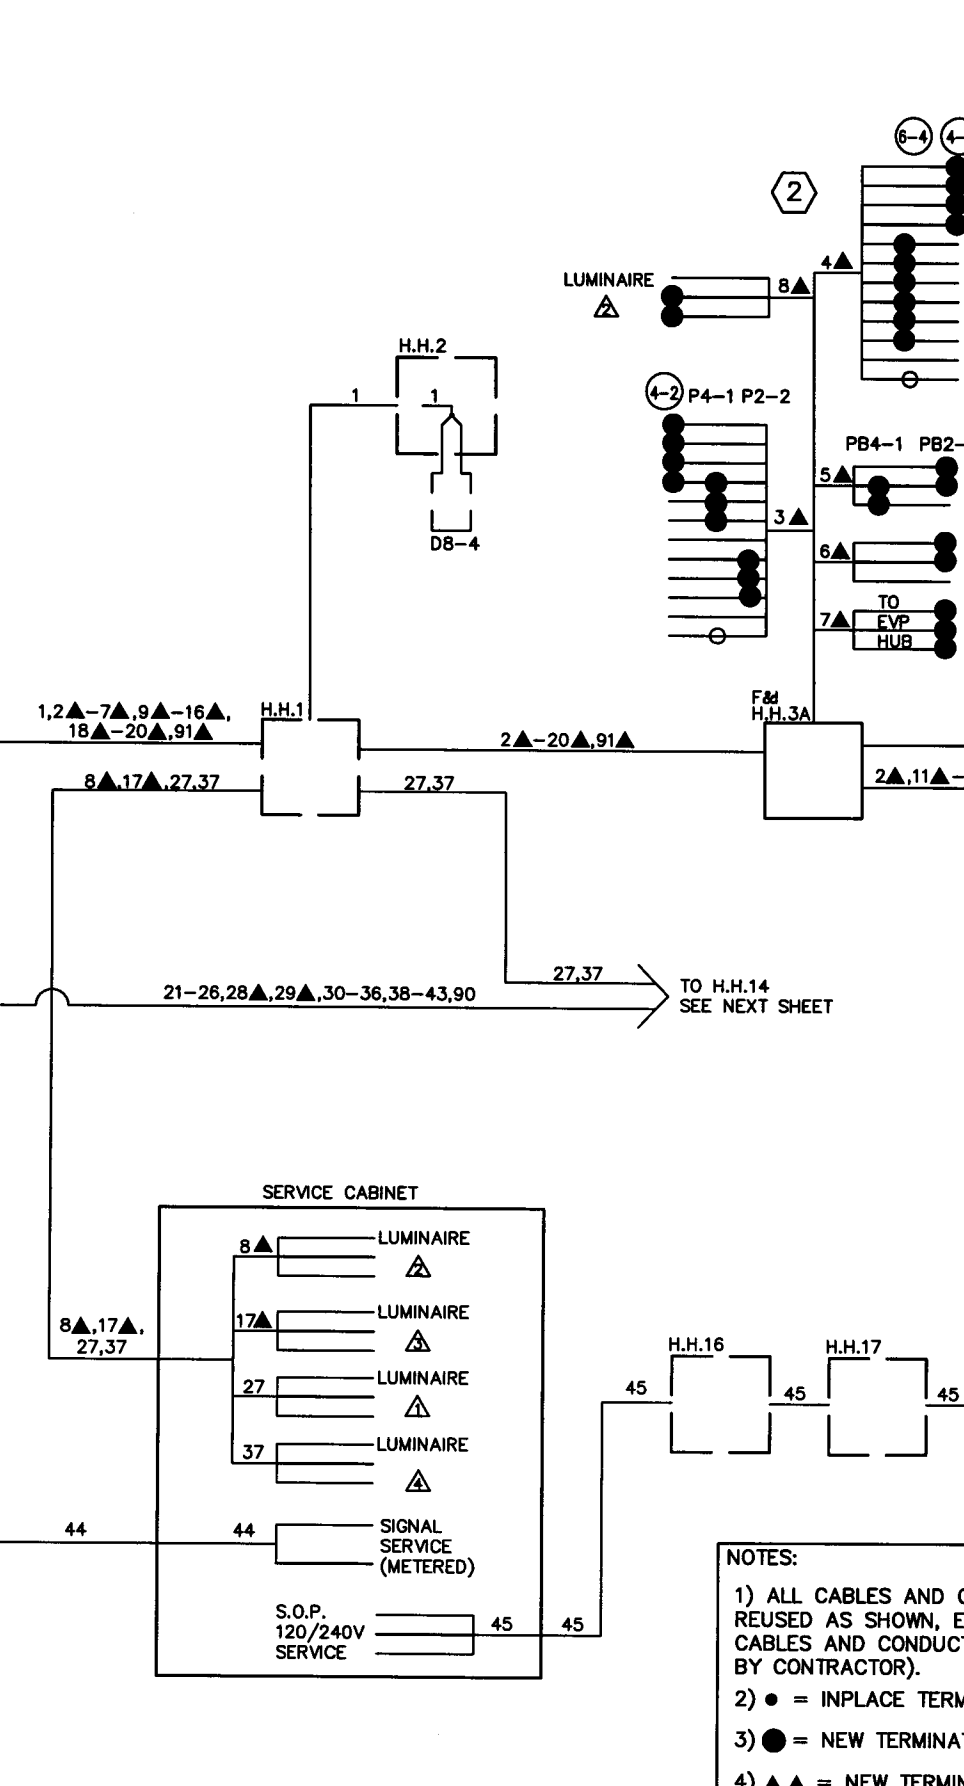 6-4 4-
2
4▲
LUMINAIRE
2
8▲
H.H.2
1
1
D8-4
4-2 P4-1 P2-2
3▲
PB4-1 PB2-
5▲
6▲
7▲
TO
EVP
HUB
1,2▲-7▲,9▲-16▲,
18▲-20▲,91▲
H.H.1
2▲-20▲,91▲
F&I
H.H.3A
8▲,17▲,27,37
27,37
2▲,11▲-
27,37
21-26,28▲,29▲,30-36,38-43,90
TO H.H.14
SEE NEXT SHEET
SERVICE CABINET
8▲
LUMINAIRE
2
17▲
LUMINAIRE
3
8▲,17▲,
27,37
27
LUMINAIRE
1
37
LUMINAIRE
4
H.H.16
H.H.17
45
45
45
44
44
SIGNAL
SERVICE
(METERED)
S.O.P.
120/240V
SERVICE
45
45
NOTES:
1) ALL CABLES AND C
REUSED AS SHOWN, E
CABLES AND CONDUCT
BY CONTRACTOR).
2) ● = INPLACE TERM
3) ● = NEW TERMINAT
4) ▲ ▲ = NEW TERMIN